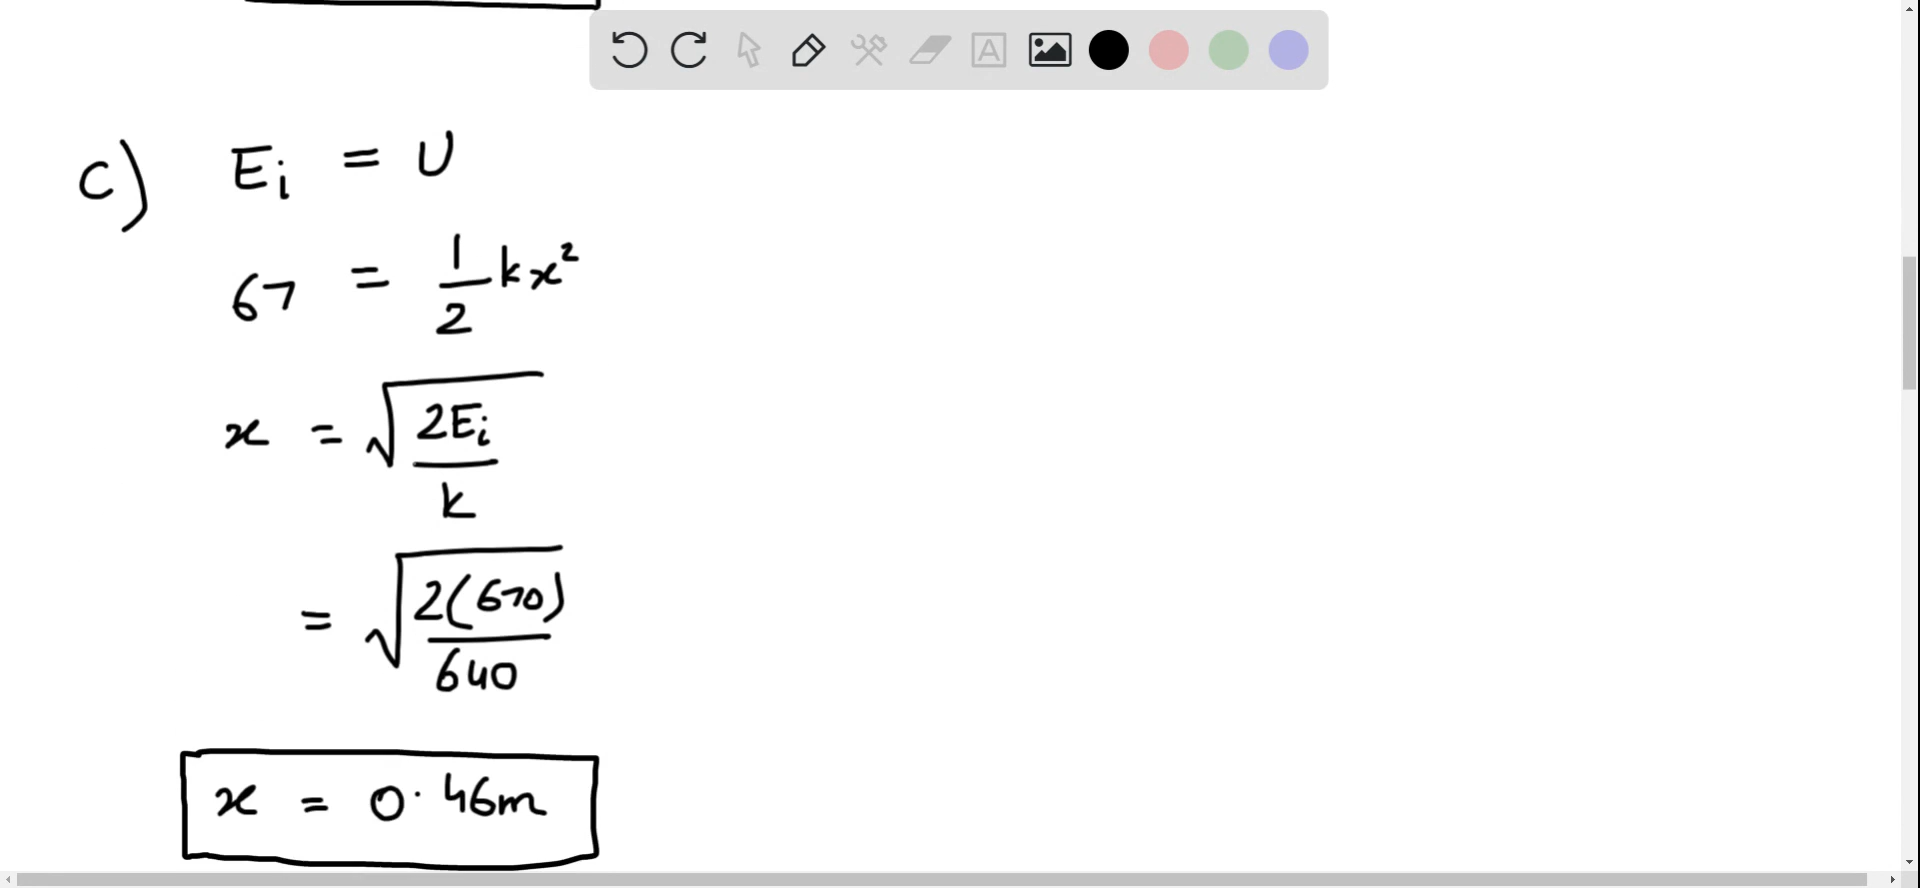 c) Ei = U
67 = 1/2 kx²
x = √(2Ei/k)
= √(2(670)/640)
x = 0.46m